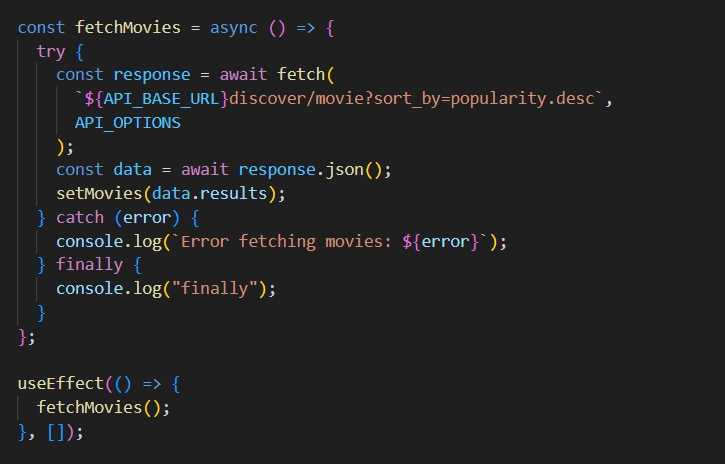 const fetchMovies = async () => {
  try {
    const response = await fetch(
      `${API_BASE_URL}discover/movie?sort_by=popularity.desc`,
      API_OPTIONS
    );
    const data = await response.json();
    setMovies(data.results);
  } catch (error) {
    console.log(`Error fetching movies: ${error}`);
  } finally {
    console.log("finally");
  }
};

useEffect(() => {
  fetchMovies();
}, []);